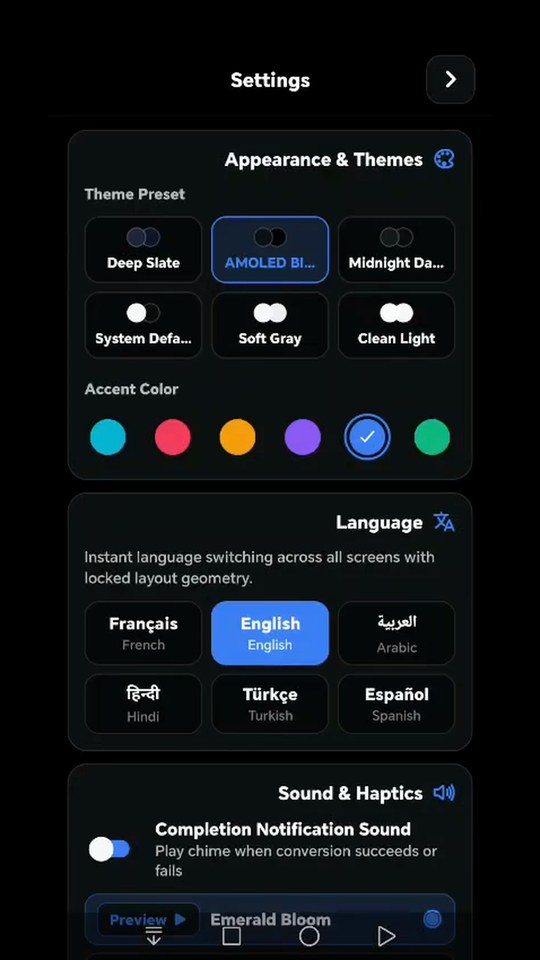 Settings
Appearance & Themes
Theme Preset
Deep Slate
AMOLED Bl...
Midnight Da...
System Defa...
Soft Gray
Clean Light
Accent Color
Language
Instant language switching across all screens with
locked layout geometry.
Français
French
English
English
العربية
Arabic
हिन्दी
Hindi
Türkçe
Turkish
Español
Spanish
Sound & Haptics
Completion Notification Sound
Play chime when conversion succeeds or
fails
Preview
Emerald Bloom